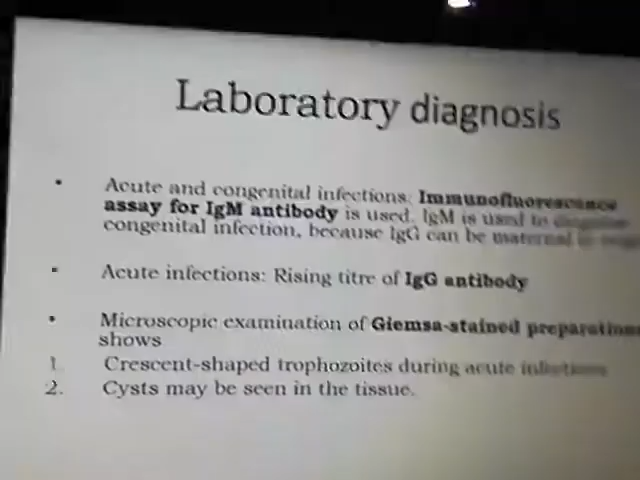 Laboratory diagnosis
• Acute and congenital infections: Immunofluorescence
assay for IgM antibody is used. IgM is used to
congenital infection, because IgG can be maternal in
• Acute infections: Rising titre of IgG antibody
• Microscopic examination of Giemsa-stained preparations
shows
1. Crescent-shaped trophozoites during acute infections
2. Cysts may be seen in the tissue.